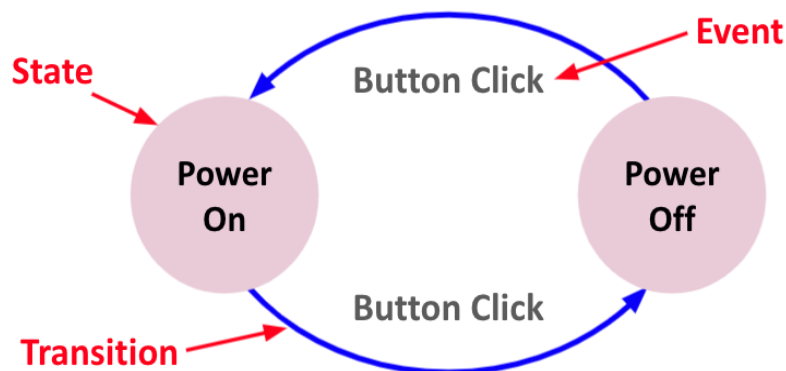 Event
State
Button Click
Power
On
Power
Off
Button Click
Transition